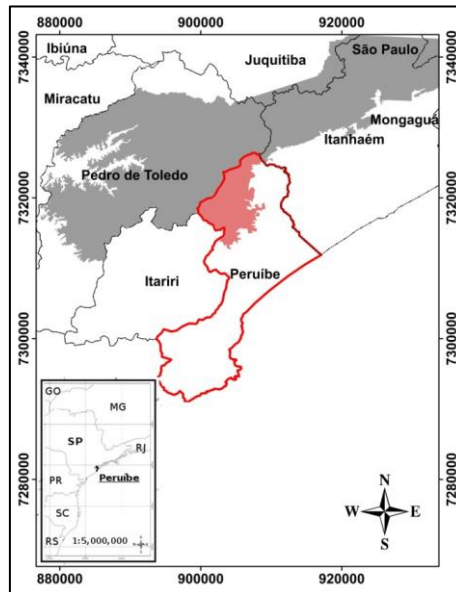 880000 900000 920000
7340000 7340000
Ibiúna
São Paulo
Juquitiba
Miracatu
Mongaguá
Itanhaém
Pedro de Toledo
7320000 7320000
Itariri
Peruíbe
7300000 7300000
GO
MG
SP
RJ
Peruíbe
PR
SC
RS
1:5,000,000
N
W E
S
7280000 7280000
880000 900000 920000